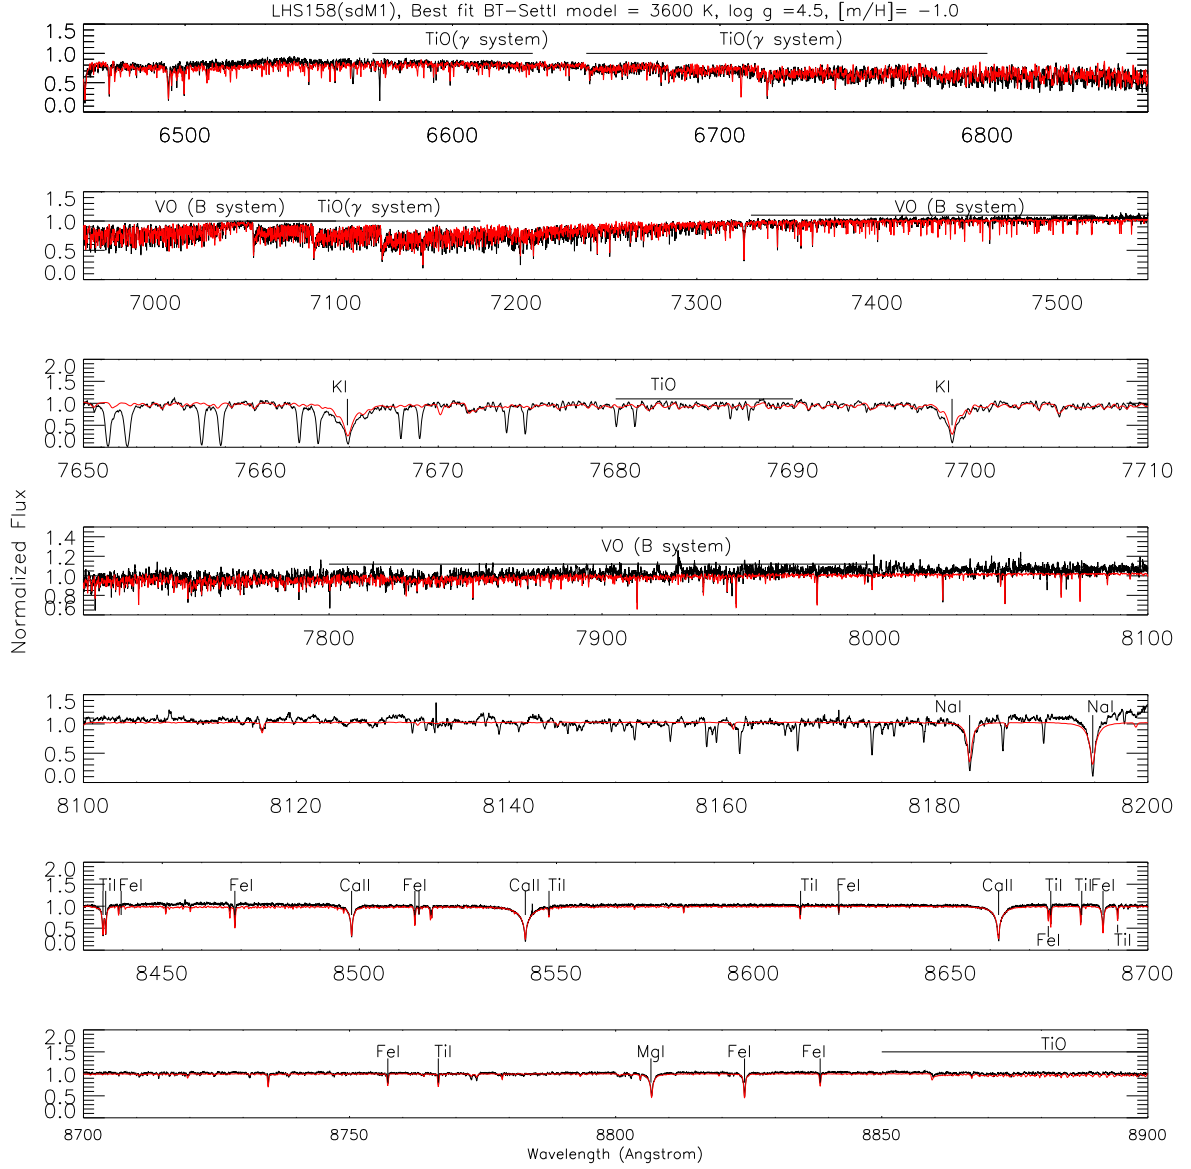 LHS158(sdM1), Best fit BT-Settl model = 3600 K, log g =4.5, [m/H]= -1.0
TiO(γ system) TiO(γ system)
1.5
1.0
0.5
0.0
6500 6600 6700 6800
VO (B system) TiO(γ system) VO (B system)
1.5
1.0
0.5
0.0
7000 7100 7200 7300 7400 7500
KI TiO KI
2.0
1.5
1.0
0.5
0.0
7650 7660 7670 7680 7690 7700 7710
Normalized Flux
VO (B system)
1.4
1.2
1.0
0.8
0.6
7800 7900 8000 8100
NaI NaI
1.5
1.0
0.5
0.0
8100 8120 8140 8160 8180 8200
TiI FeI FeI CaII FeI CaII TiI TiI FeI CaII TiI TiI FeI
FeI TiI
2.0
1.5
1.0
0.5
0.0
8450 8500 8550 8600 8650 8700
FeI TiI MgI FeI FeI TiO
2.0
1.5
1.0
0.5
0.0
8700 8750 8800 8850 8900
Wavelength (Angstrom)